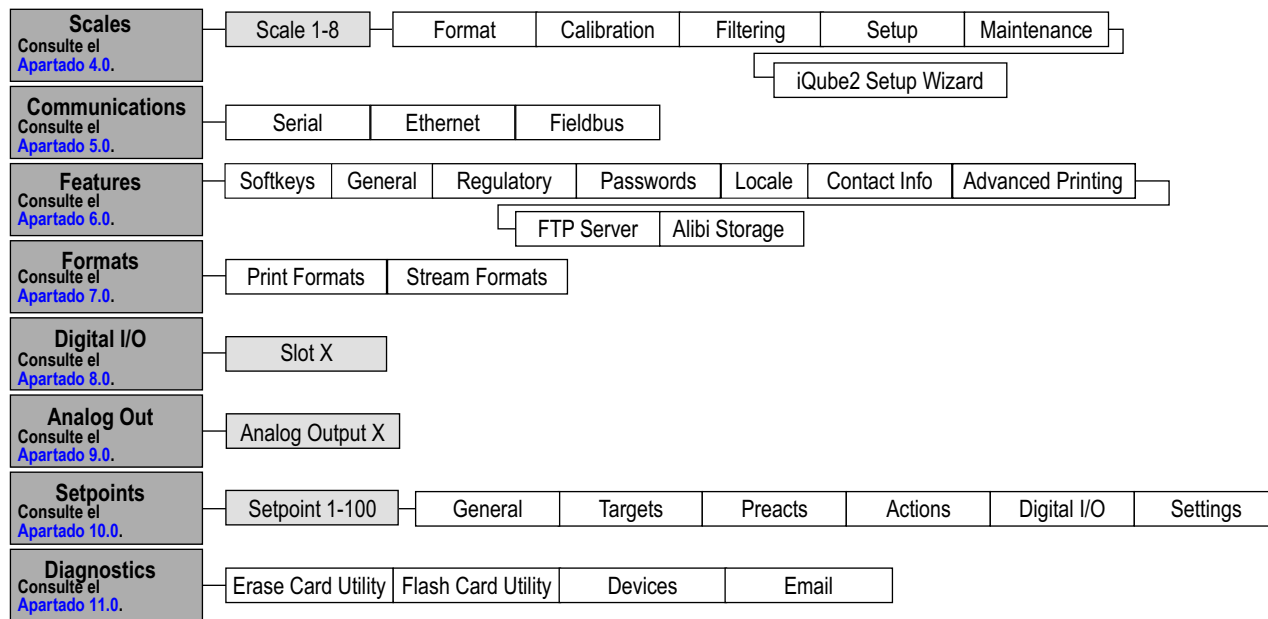 Scales
Consulte el
Apartado 4.0.
Scale 1-8
Format
Calibration
Filtering
Setup
Maintenance
iQube2 Setup Wizard
Communications
Consulte el
Apartado 5.0.
Serial
Ethernet
Fieldbus
Features
Consulte el
Apartado 6.0.
Softkeys
General
Regulatory
Passwords
Locale
Contact Info
Advanced Printing
FTP Server
Alibi Storage
Formats
Consulte el
Apartado 7.0.
Print Formats
Stream Formats
Digital I/O
Consulte el
Apartado 8.0.
Slot X
Analog Out
Consulte el
Apartado 9.0.
Analog Output X
Setpoints
Consulte el
Apartado 10.0.
Setpoint 1-100
General
Targets
Preacts
Actions
Digital I/O
Settings
Diagnostics
Consulte el
Apartado 11.0.
Erase Card Utility
Flash Card Utility
Devices
Email